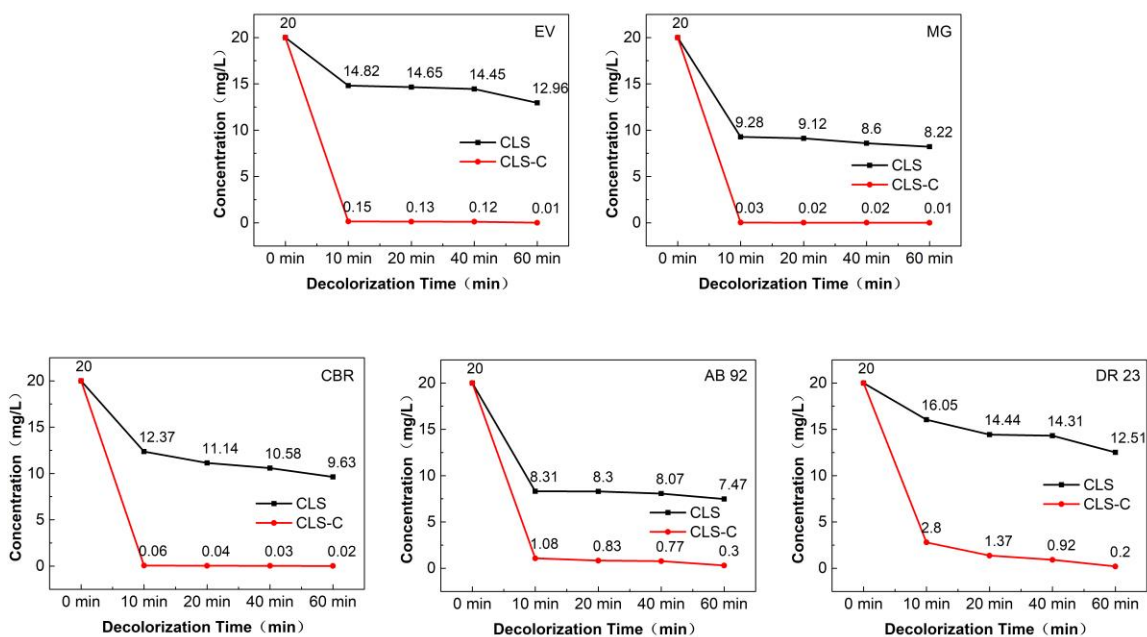 20
EV
20
14.82
14.65
14.45
12.96
15
10
CLS
CLS-C
5
0.15
0.13
0.12
0.01
0
Concentration（mg/L）
0 min
10 min
20 min
40 min
60 min
Decolorization Time（min）
20
MG
20
15
9.28
9.12
8.6
8.22
10
CLS
CLS-C
5
0.03
0.02
0.02
0.01
0
Concentration（mg/L）
0 min
10 min
20 min
40 min
60 min
Decolorization Time（min）
20
CBR
20
15
12.37
11.14
10.58
9.63
10
CLS
CLS-C
5
0.06
0.04
0.03
0.02
0
Concentration（mg/L）
0 min
10 min
20 min
40 min
60 min
Decolorization Time（min）
20
AB 92
20
15
10
8.31
8.3
8.07
7.47
CLS
CLS-C
5
1.08
0.83
0.77
0.3
0
Concentration（mg/L）
0 min
10 min
20 min
40 min
60 min
Decolorization Time（min）
20
DR 23
20
16.05
14.44
14.31
12.51
15
10
CLS
CLS-C
5
2.8
1.37
0.92
0.2
0
Concentration（mg/L）
0 min
10 min
20 min
40 min
60 min
Decolorization Time（min）